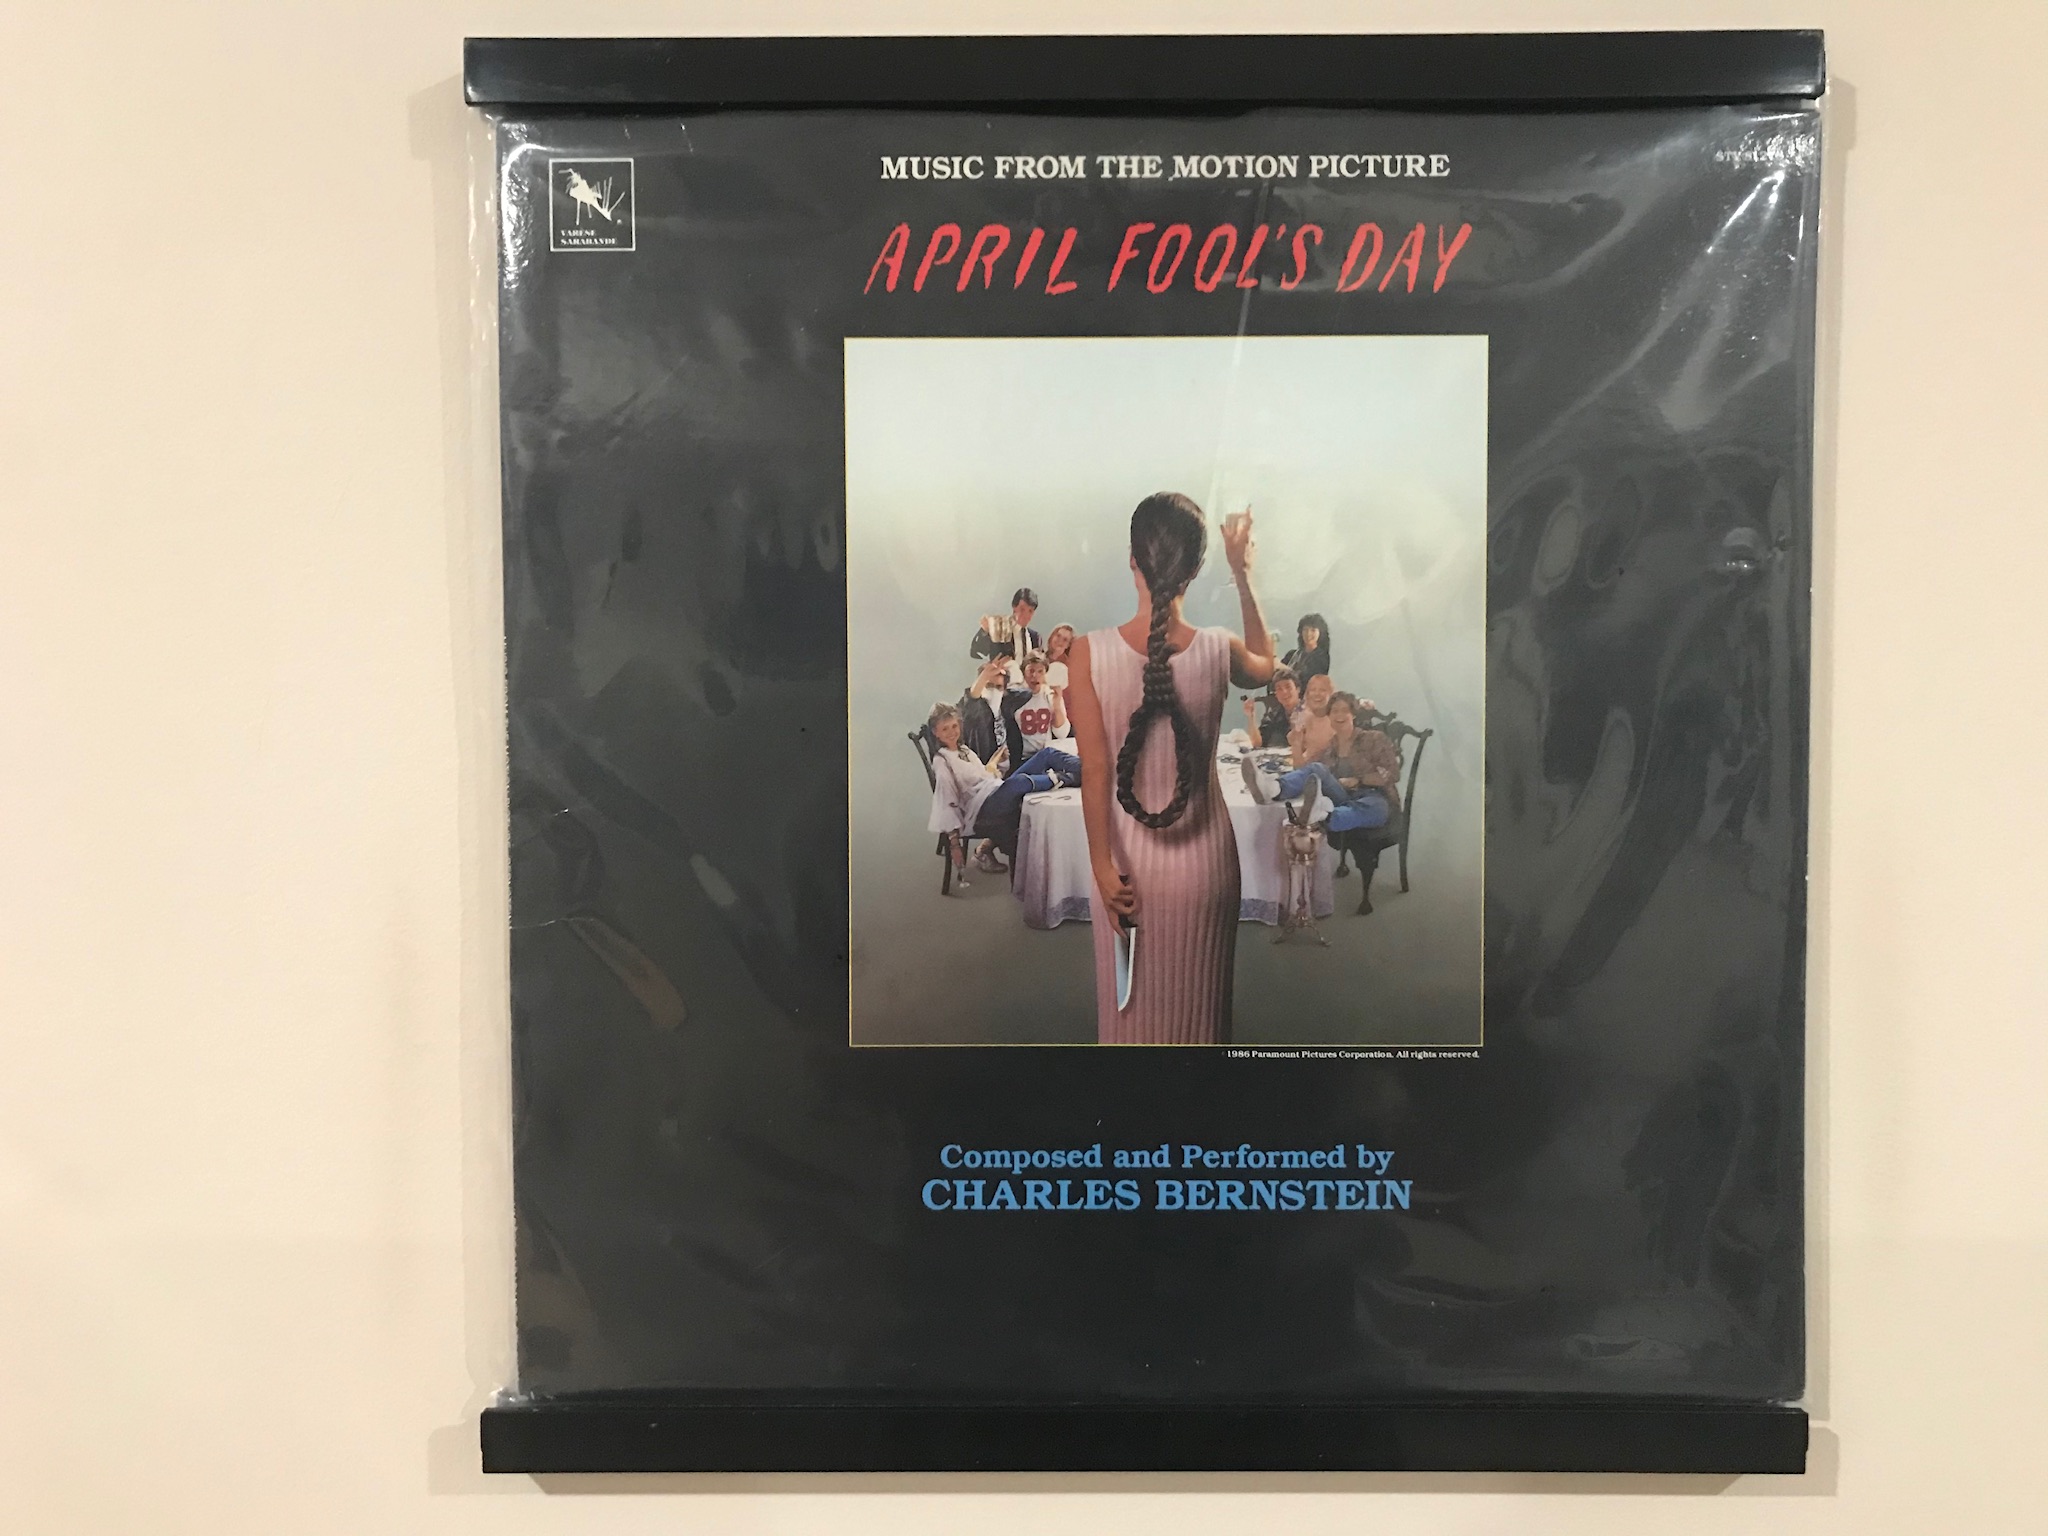 VARÈSE
SARABANDE
MUSIC FROM THE MOTION PICTURE
APRIL FOOL'S DAY
88
1986 Paramount Pictures Corporation. All rights reserved.
Composed and Performed by
CHARLES BERNSTEIN